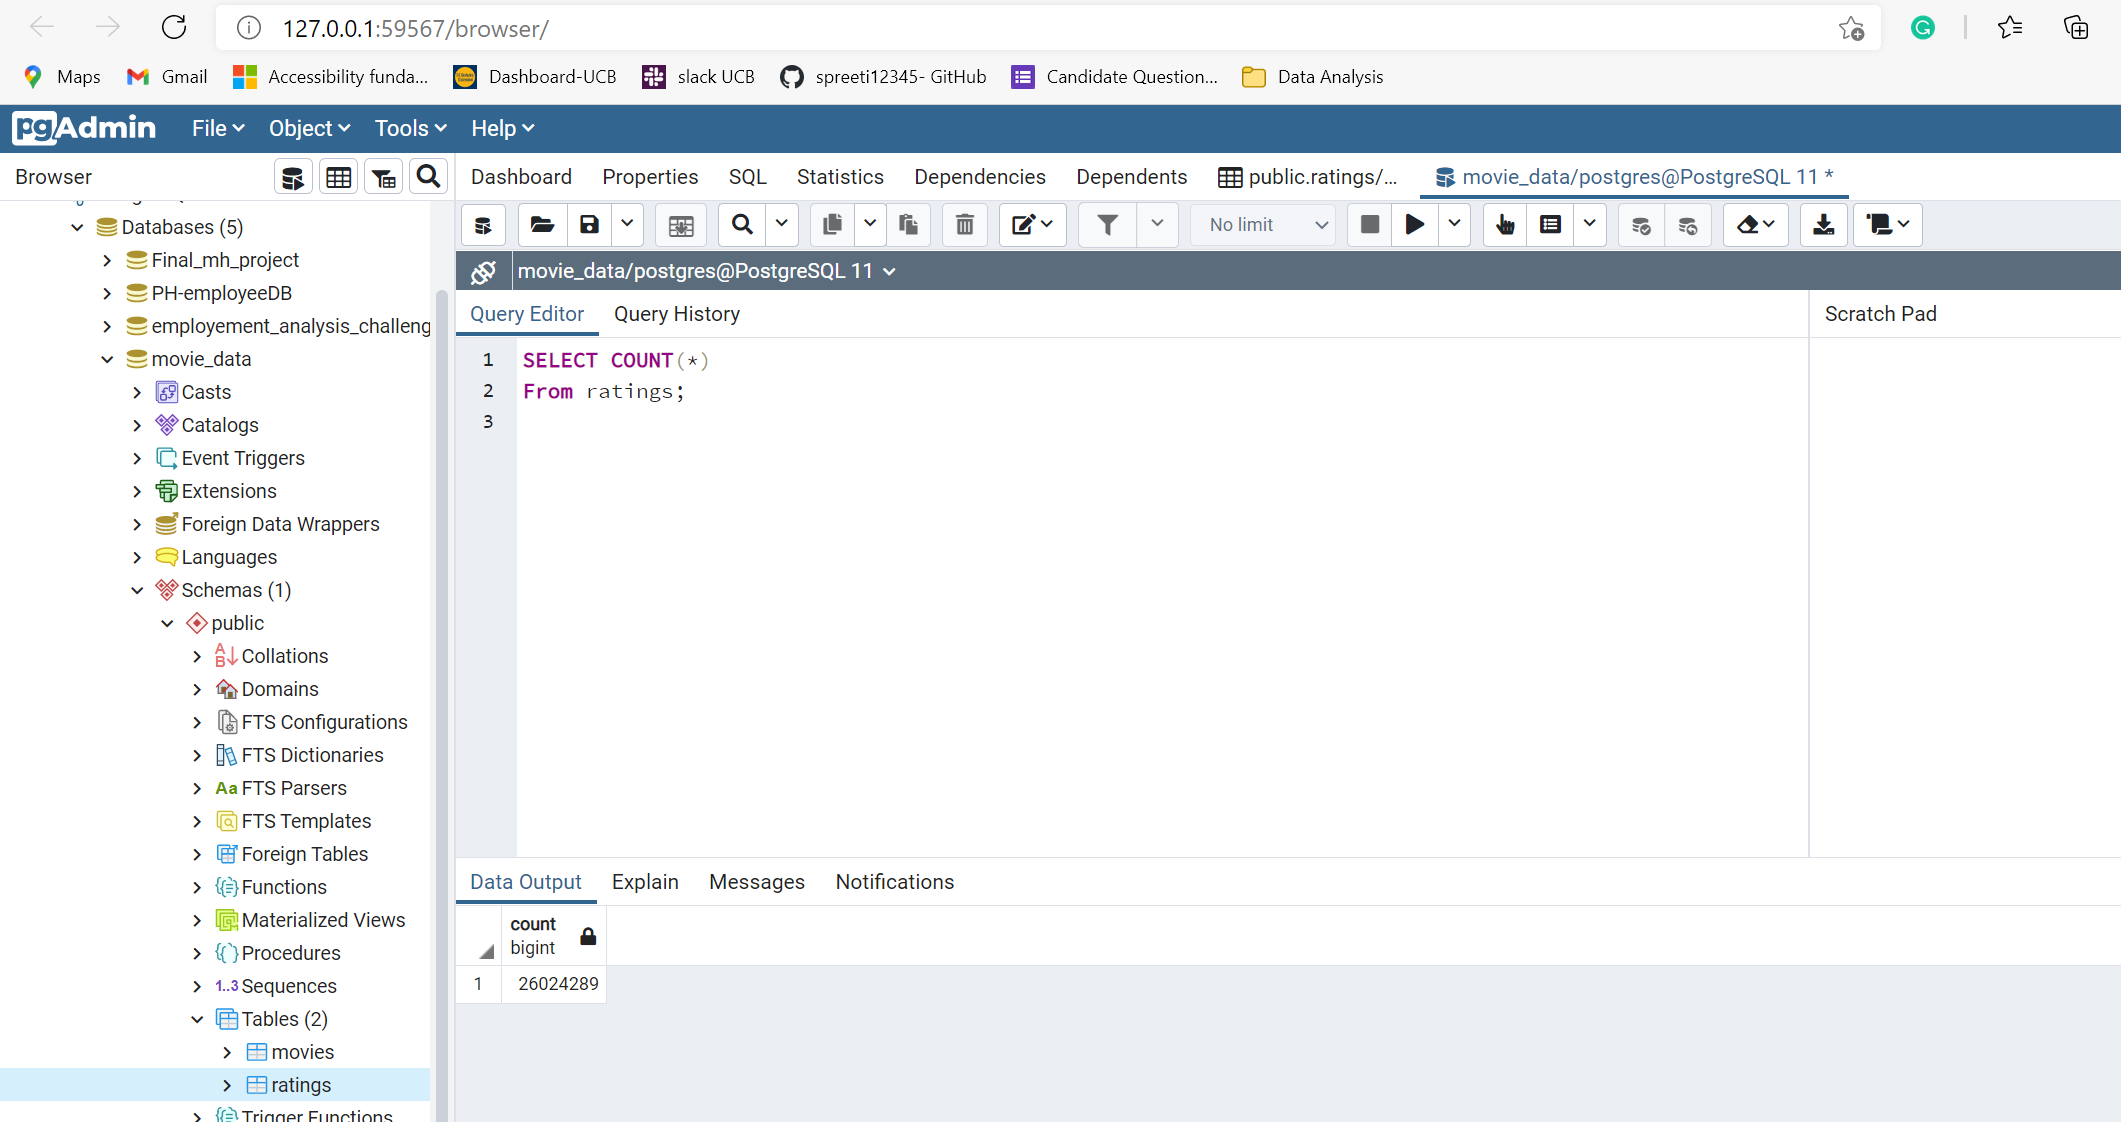 127.0.0.1:59567/browser/
Maps Gmail Accessibility funda... Dashboard-UCB slack UCB spreeti12345- GitHub Candidate Question... Data Analysis
pgAdmin File Object Tools Help
Browser
Dashboard Properties SQL Statistics Dependencies Dependents public.ratings/... movie_data/postgres@PostgreSQL 11 *
No limit
movie_data/postgres@PostgreSQL 11
Query Editor Query History
Scratch Pad
1 SELECT COUNT(*)
2 From ratings;
3
Databases (5)
Final_mh_project
PH-employeeDB
employement_analysis_challeng
movie_data
Casts
Catalogs
Event Triggers
Extensions
Foreign Data Wrappers
Languages
Schemas (1)
public
Collations
Domains
FTS Configurations
FTS Dictionaries
Aa FTS Parsers
FTS Templates
Foreign Tables
Functions
Materialized Views
Procedures
1..3 Sequences
Tables (2)
movies
ratings
Trigger Functions
Data Output Explain Messages Notifications
count
bigint
1 26024289